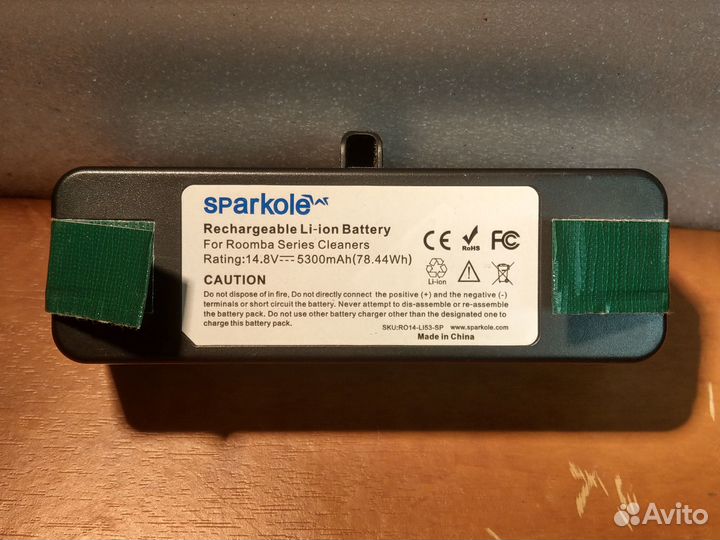 sparkole
Rechargeable Li-ion Battery
For Roomba Series Cleaners
Rating:14.8V⎓5300mAh(78.44Wh)
CE RoHS FC
Li-ion
CAUTION
Do not dispose of in fire, Do not directly connect the positive (+) and the negative (-)
terminals or short circuit the battery. Never attempt to dis-assemble or re-assemble
the battery pack. Do not use other battery charger other than the designated one to
charge this battery pack.
SKU:RO14-LI53-SP www.sparkole.com
Made in China
Avito